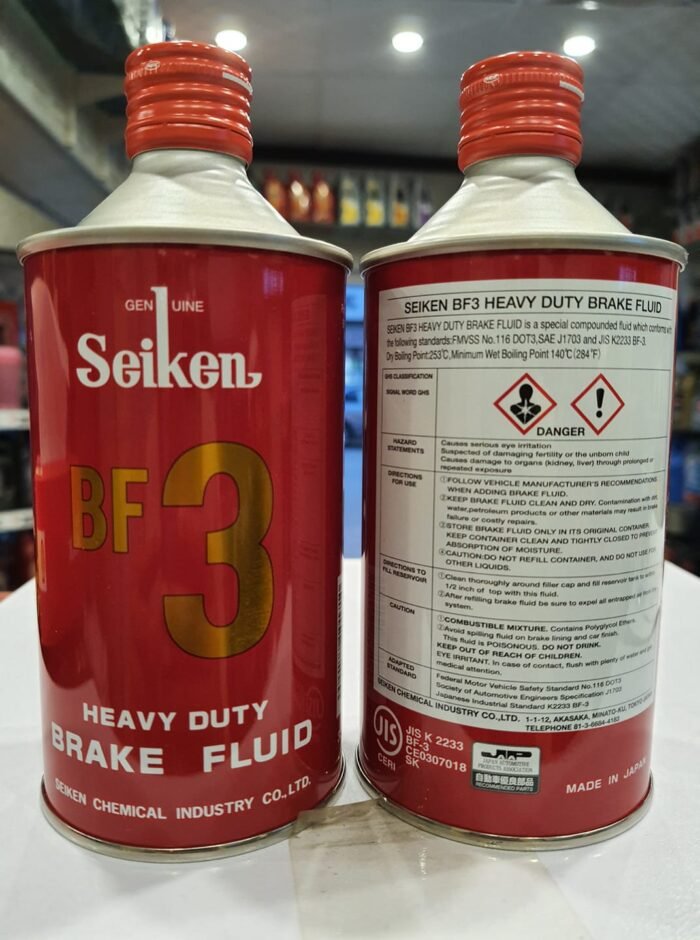 GENUINE
Seiken
BF3
HEAVY DUTY
BRAKE FLUID
SEIKEN CHEMICAL INDUSTRY CO.,LTD.
SEIKEN BF3 HEAVY DUTY BRAKE FLUID
SEIKEN BF3 HEAVY DUTY BRAKE FLUID is a special compounded fluid which conforms with
the following standards:FMVSS No.116 DOT3,SAE J1703 and JIS K2233 BF-3.
Dry Boiling Point:253℃,Minimum Wet Boiling Point 140℃(284°F)
GHS CLASSIFICATION
SIGNAL WORD GHS
DANGER
HAZARD
STATEMENTS
Causes serious eye irritation
Suspected of damaging fertility or the unborn child
Causes damage to organs (kidney, liver) through prolonged or
repeated exposure
DIRECTIONS
FOR USE
①FOLLOW VEHICLE MANUFACTURER'S RECOMMENDATIONS
WHEN ADDING BRAKE FLUID.
②KEEP BRAKE FLUID CLEAN AND DRY. Contamination with dirt,
water,petroleum products or other materials may result in brake
failure or costly repairs.
③STORE BRAKE FLUID ONLY IN ITS ORIGINAL CONTAINER.
KEEP CONTAINER CLEAN AND TIGHTLY CLOSED TO PREVENT
ABSORPTION OF MOISTURE.
④CAUTION:DO NOT REFILL CONTAINER, AND DO NOT USE FOR
OTHER LIQUIDS.
DIRECTIONS TO
FILL RESERVOIR
①Clean thoroughly around filler cap and fill reservoir tank to within
1/2 inch of top with this fluid.
②After refilling brake fluid be sure to expel all entrapped air from the
system.
CAUTION
①COMBUSTIBLE MIXTURE. Contains Polyglycol Ethers.
②Avoid spilling fluid on brake lining and car finish.
This fluid is POISONOUS. DO NOT DRINK.
KEEP OUT OF REACH OF CHILDREN.
EYE IRRITANT. In case of contact, flush with plenty of water and get
medical attention.
ADAPTED
STANDARD
Federal Motor Vehicle Safety Standard No.116 DOT3
Society of Automotive Engineers Specification J1703
Japanese Industrial Standard K2233 BF-3
SEIKEN CHEMICAL INDUSTRY CO.,LTD. 1-1-12, AKASAKA, MINATO-KU, TOKYO
TELEPHONE 81-3-6684-4183
JIS
CERI
JIS K 2233
BF-3
CE0307018
SK
JAPAN AUTOMOTIVE
PRODUCTS ASSOCIATION
自動車優良部品
RECOMMENDED PARTS
MADE IN JAPAN